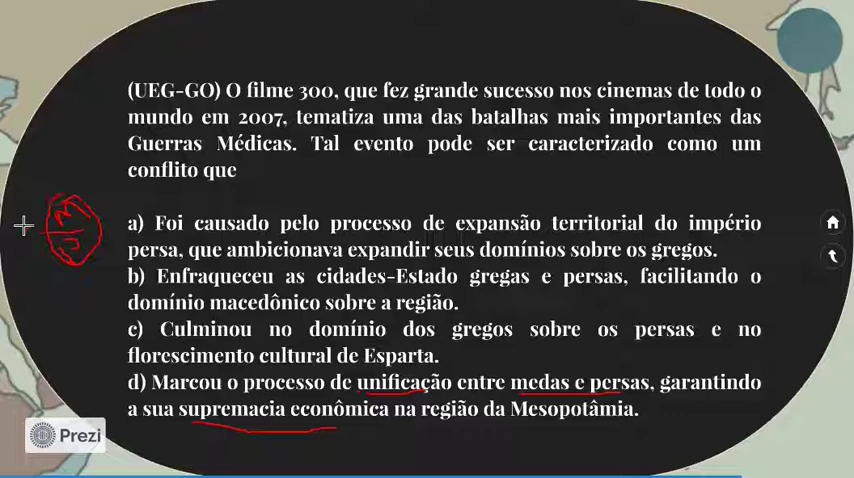 (UEG-GO) O filme 300, que fez grande sucesso nos cinemas de todo o
mundo em 2007, tematiza uma das batalhas mais importantes das
Guerras Médicas. Tal evento pode ser caracterizado como um
conflito que
a) Foi causado pelo processo de expansão territorial do império
persa, que ambicionava expandir seus domínios sobre os gregos.
b) Enfraqueceu as cidades-Estado gregas e persas, facilitando o
domínio macedônico sobre a região.
c) Culminou no domínio dos gregos sobre os persas e no
florescimento cultural de Esparta.
d) Marcou o processo de unificação entre medas e persas, garantindo
a sua supremacia econômica na região da Mesopotâmia.
Prezi